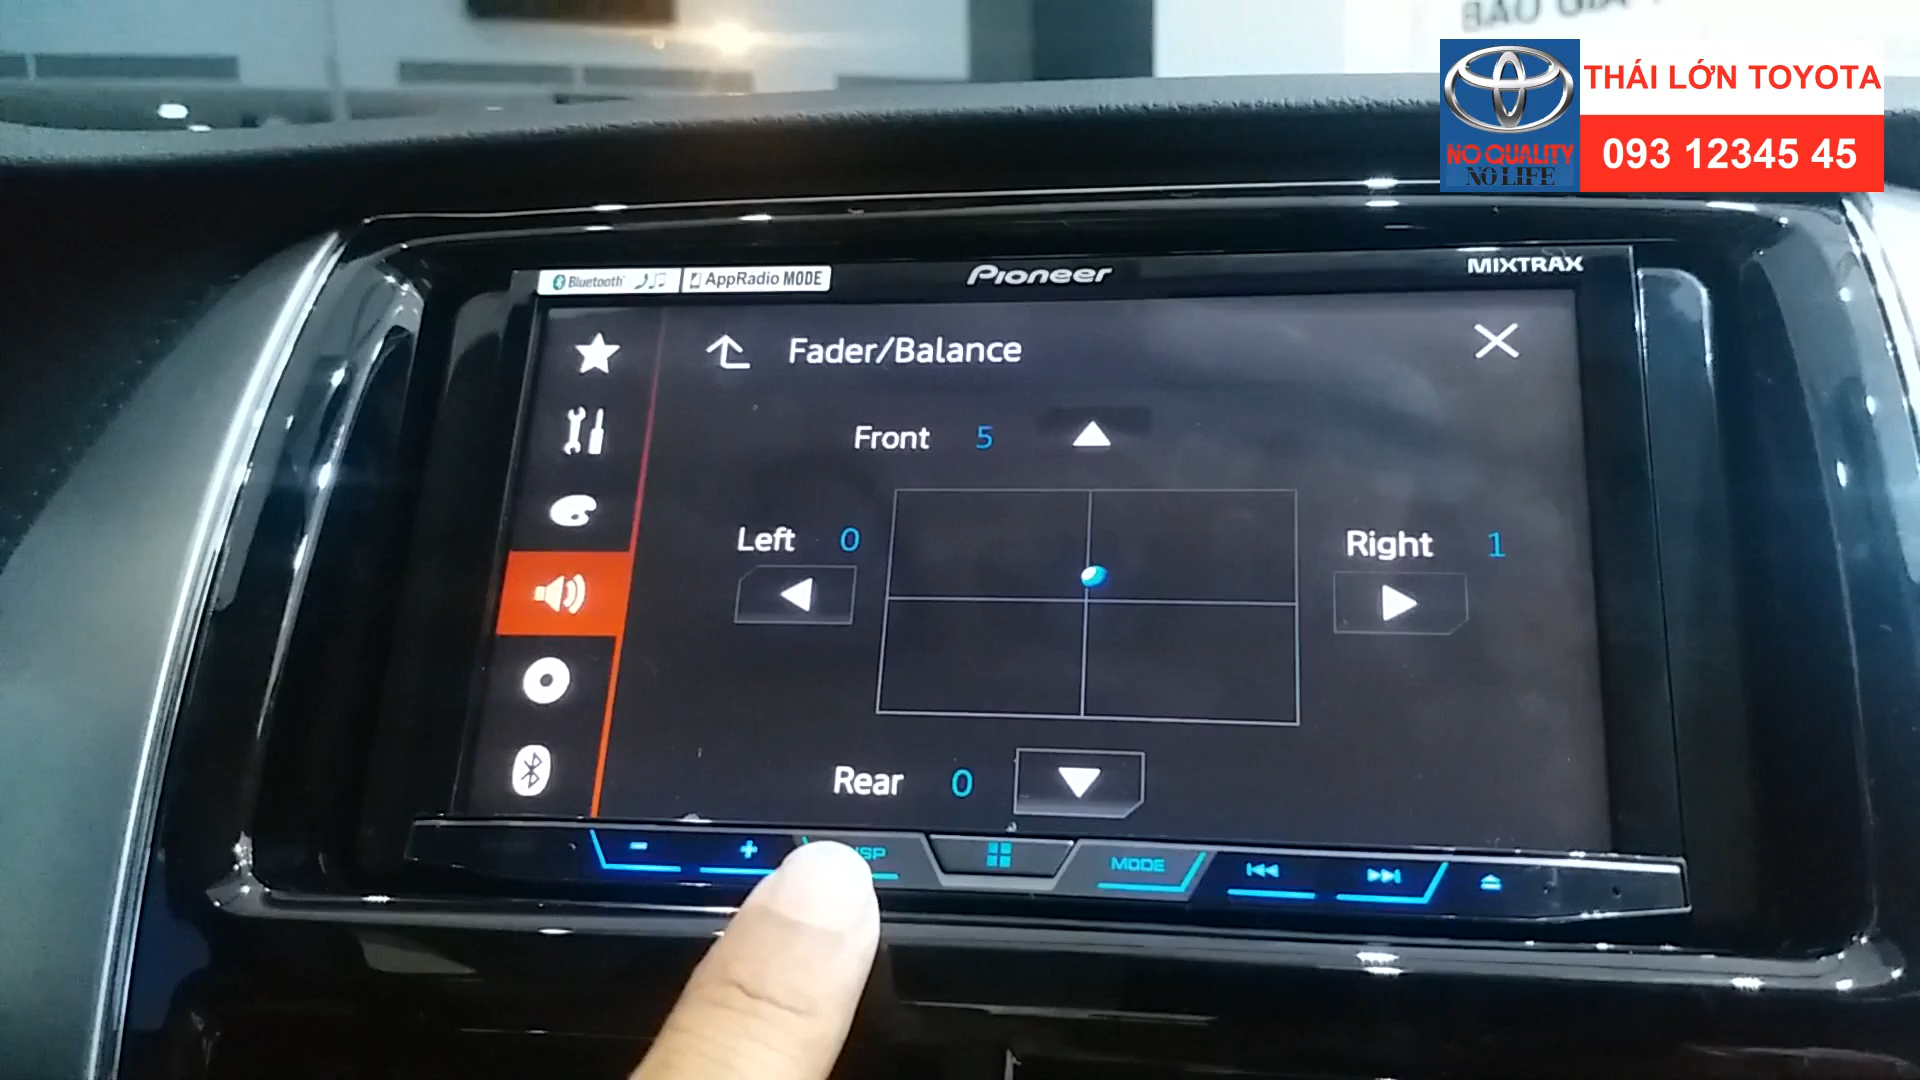 THÁI LỚN TOYOTA
NO QUALITY
NO LIFE
093 12345 45
Bluetooth
AppRadio MODE
Pioneer
MIXTRAX
Fader/Balance
Front 5
Left 0
Right 1
Rear 0
- +
MODE